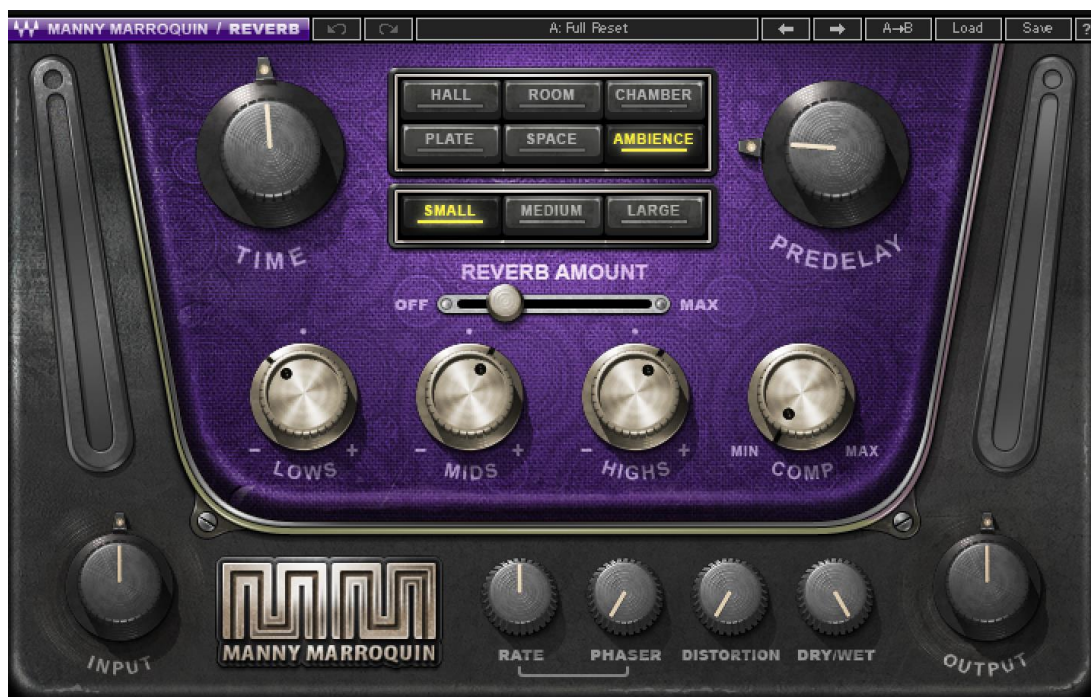 MANNY MARROQUIN / REVERB
A: Full Reset
A→B
Load
Save
?
HALL
ROOM
CHAMBER
PLATE
SPACE
AMBIENCE
SMALL
MEDIUM
LARGE
TIME
PREDELAY
REVERB AMOUNT
OFF
MAX
- +
- +
- +
MIN MAX
LOWS
MIDS
HIGHS
COMP
INPUT
MANNY MARROQUIN
RATE
PHASER
DISTORTION
DRY/WET
OUTPUT